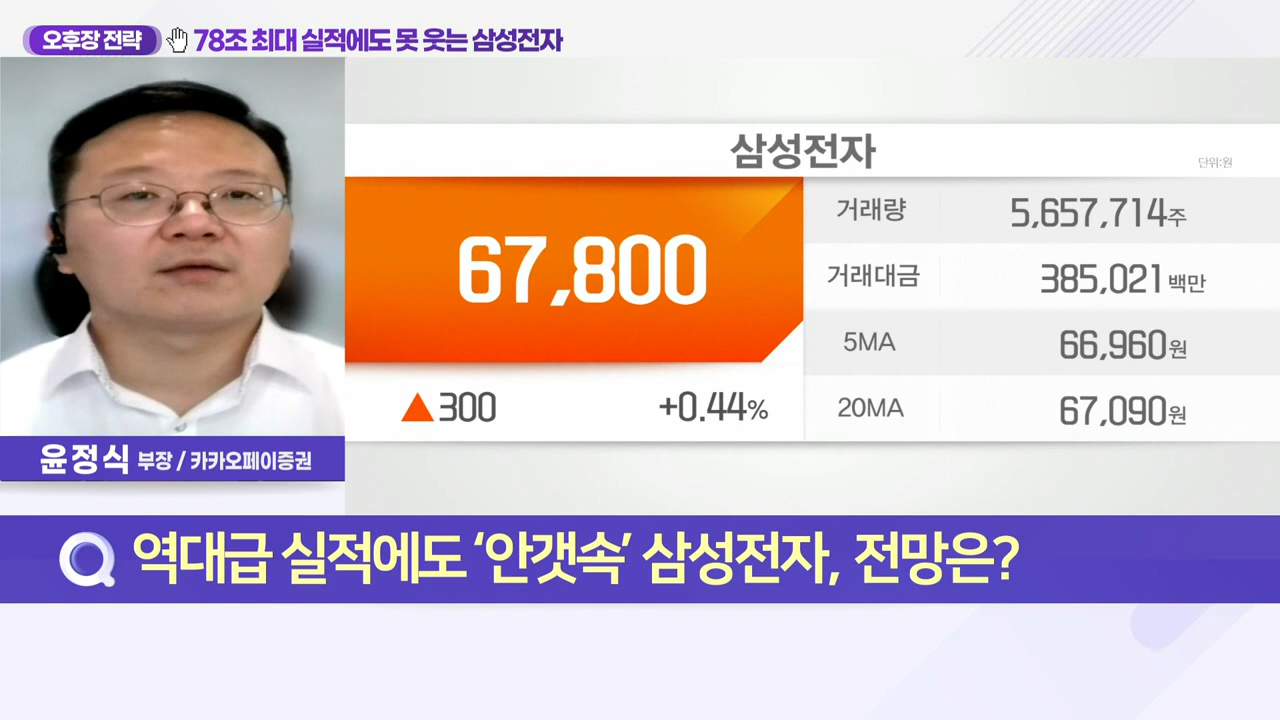 오후장 전략 78조 최대 실적에도 못 웃는 삼성전자
삼성전자
단위:원
67,800
▲300 +0.44%
거래량 5,657,714주
거래대금 385,021백만
5MA 66,960원
20MA 67,090원
윤정식 부장 / 카카오페이증권
Q 역대급 실적에도 ‘안갯속’ 삼성전자, 전망은?